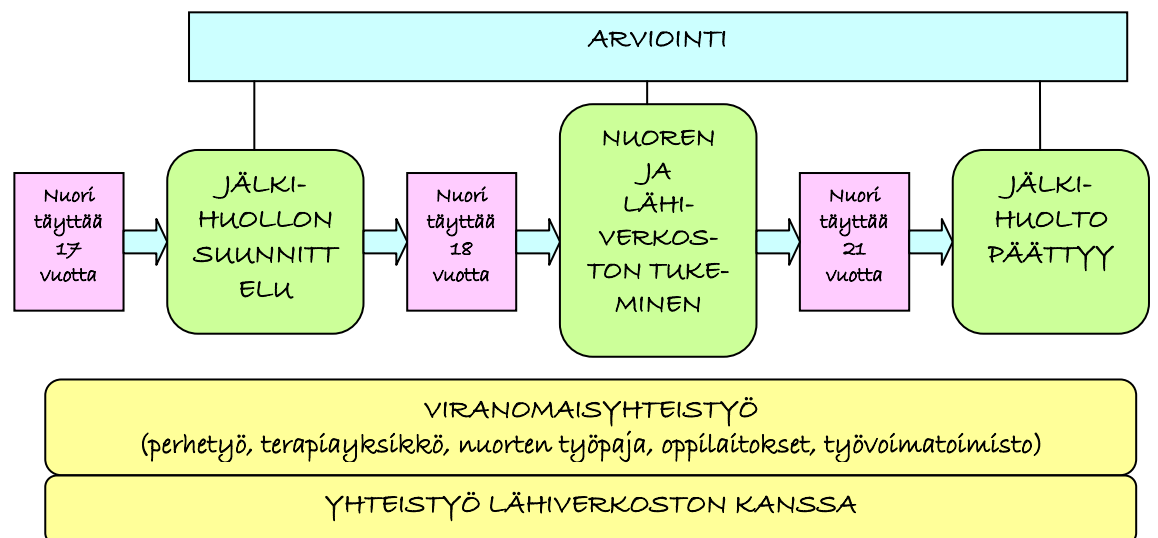 ARVIOINTI
Nuori
täyttää
17
vuotta
JÄLKI-
HUOLLON
SUUNNITT
ELU
Nuori
täyttää
18
vuotta
NUOREN
JA
LÄHI-
VERKOS-
TON TUKE-
MINEN
Nuori
täyttää
21
vuotta
JÄLKI-
HUOLTO
PÄÄTTYY
VIRANOMAISYHTEISTYÖ
(perhetyö, terapiayksikkö, nuorten työpaja, oppilaitokset, työvoimatoimisto)
YHTEISTYÖ LÄHIVERKOSTON KANSSA